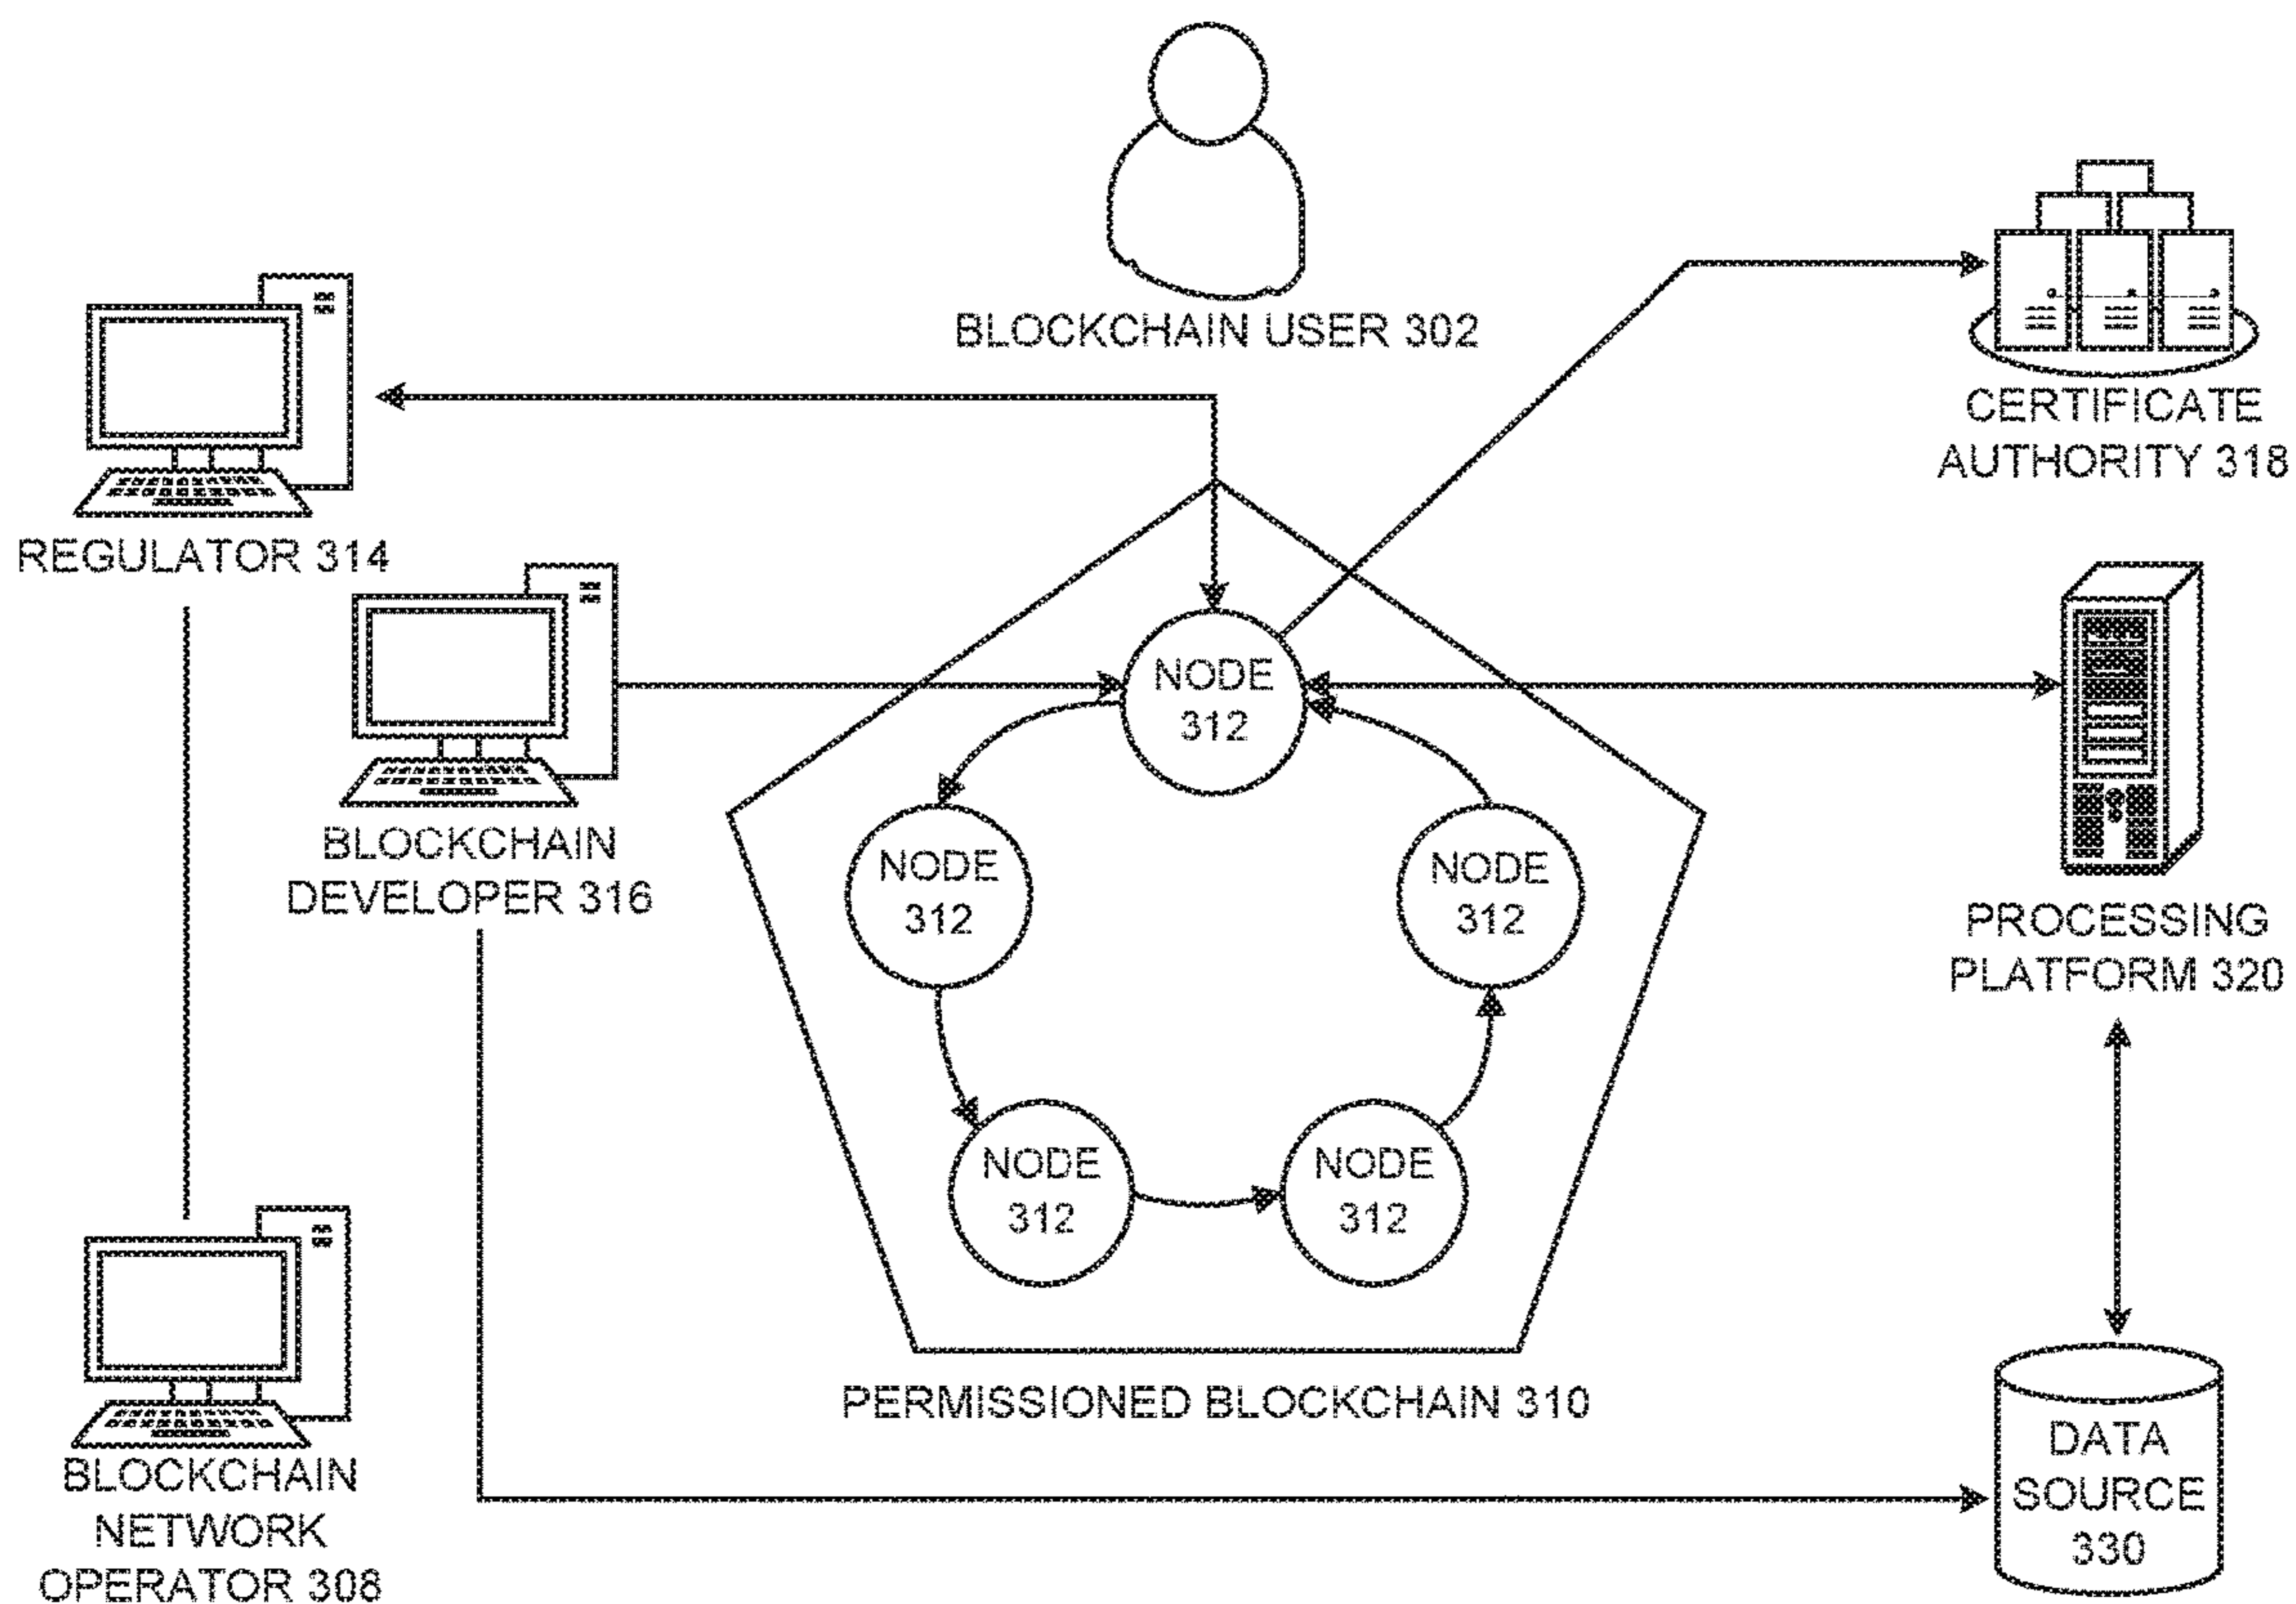 BLOCKCHAIN USER 302
CERTIFICATE
AUTHORITY 318
REGULATOR 314
BLOCKCHAIN
DEVELOPER 316
NODE
312
NODE
312
NODE
312
NODE
312
NODE
312
PROCESSING
PLATFORM 320
PERMISSIONED BLOCKCHAIN 310
BLOCKCHAIN
NETWORK
OPERATOR 308
DATA
SOURCE
330